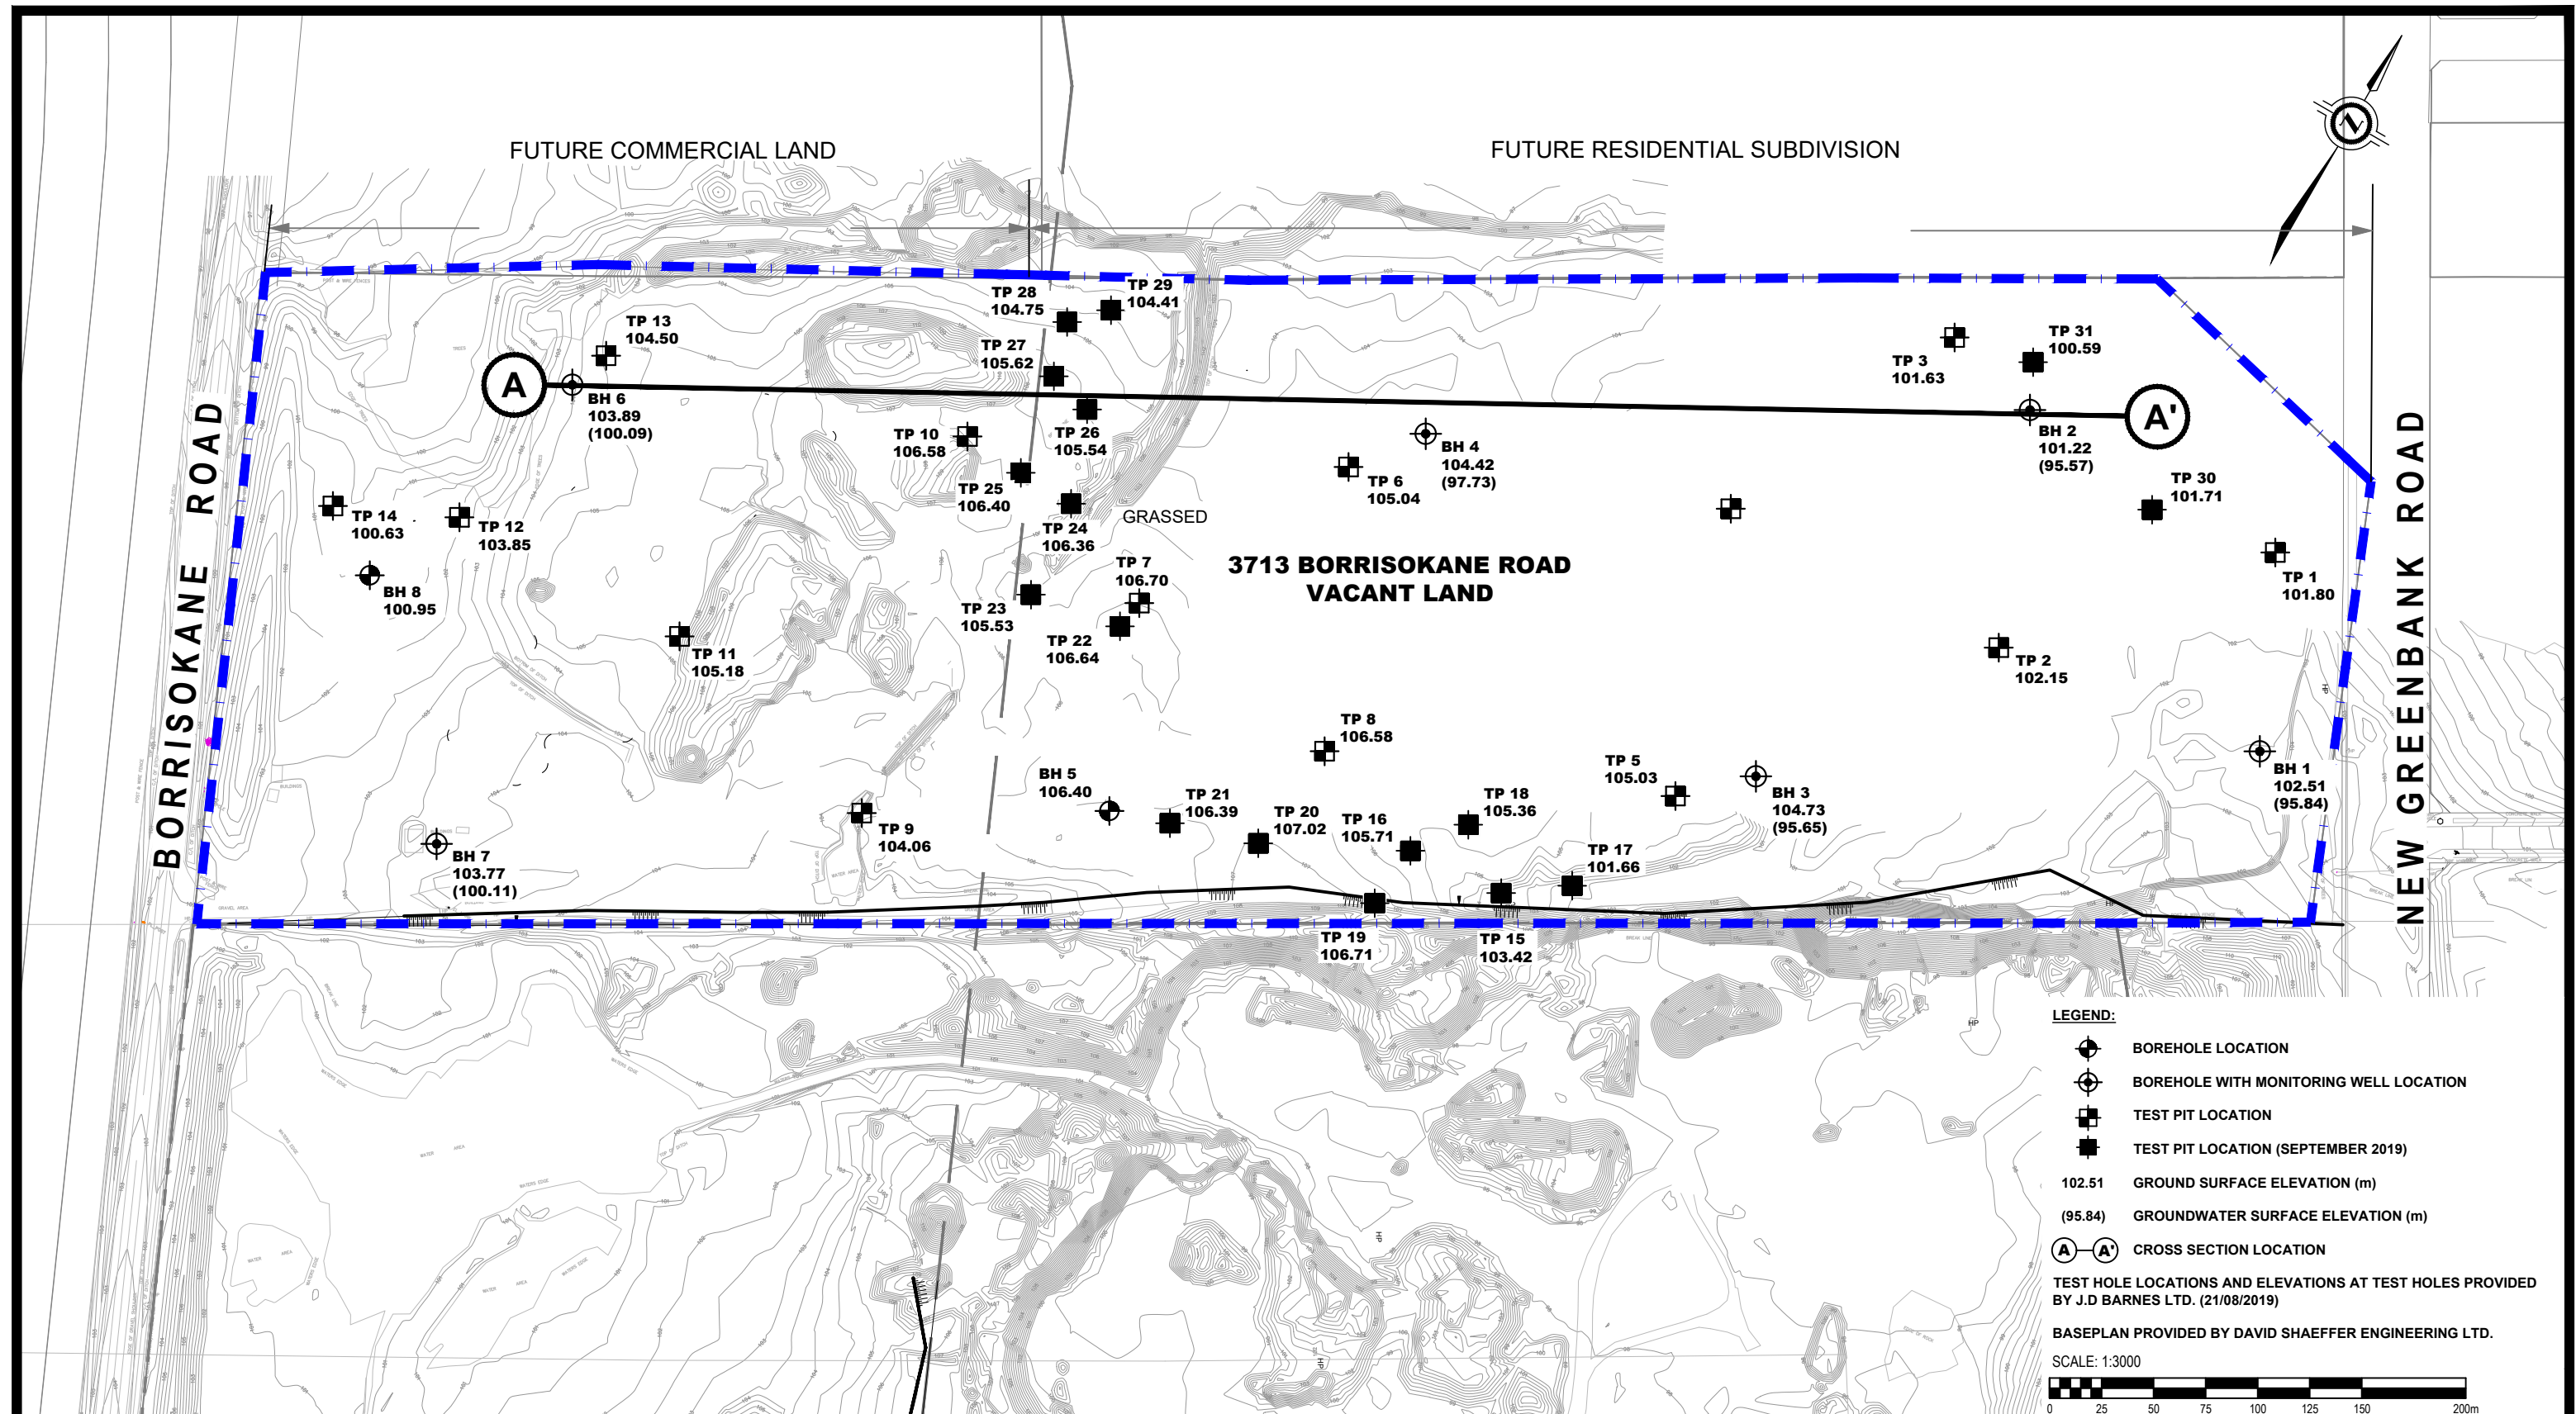 FUTURE COMMERCIAL LAND
FUTURE RESIDENTIAL SUBDIVISION
Z
TP 28
104.75
TP 29
104.41
TP 13
104.50
TP 27
105.62
TP 3
101.63
TP 31
100.59
A
A'
BH 6
103.89
(100.09)
TP 10
106.58
TP 26
105.54
BH 4
104.42
(97.73)
BH 2
101.22
(95.57)
TP 6
105.04
TP 25
106.40
TP 30
101.71
TP 14
100.63
TP 12
103.85
TP 24
106.36
GRASSED
3713 BORRISOKANE ROAD
VACANT LAND
TP 7
106.70
TP 1
101.80
BH 8
100.95
TP 23
105.53
TP 22
106.64
TP 11
105.18
TP 2
102.15
BORRISOKANE ROAD
NEW GREENBANK ROAD
TP 8
106.58
BH 5
106.40
TP 5
105.03
BH 3
104.73
(95.65)
BH 1
102.51
(95.84)
TP 21
106.39
TP 20
107.02
TP 16
105.71
TP 18
105.36
TP 9
104.06
TP 17
101.66
BH 7
103.77
(100.11)
TP 19
106.71
TP 15
103.42
LEGEND:
BOREHOLE LOCATION
BOREHOLE WITH MONITORING WELL LOCATION
TEST PIT LOCATION
TEST PIT LOCATION (SEPTEMBER 2019)
102.51 GROUND SURFACE ELEVATION (m)
(95.84) GROUNDWATER SURFACE ELEVATION (m)
A A' CROSS SECTION LOCATION
TEST HOLE LOCATIONS AND ELEVATIONS AT TEST HOLES PROVIDED
BY J.D BARNES LTD. (21/08/2019)
BASEPLAN PROVIDED BY DAVID SHAEFFER ENGINEERING LTD.
SCALE: 1:3000
0 25 50 75 100 125 150 200m